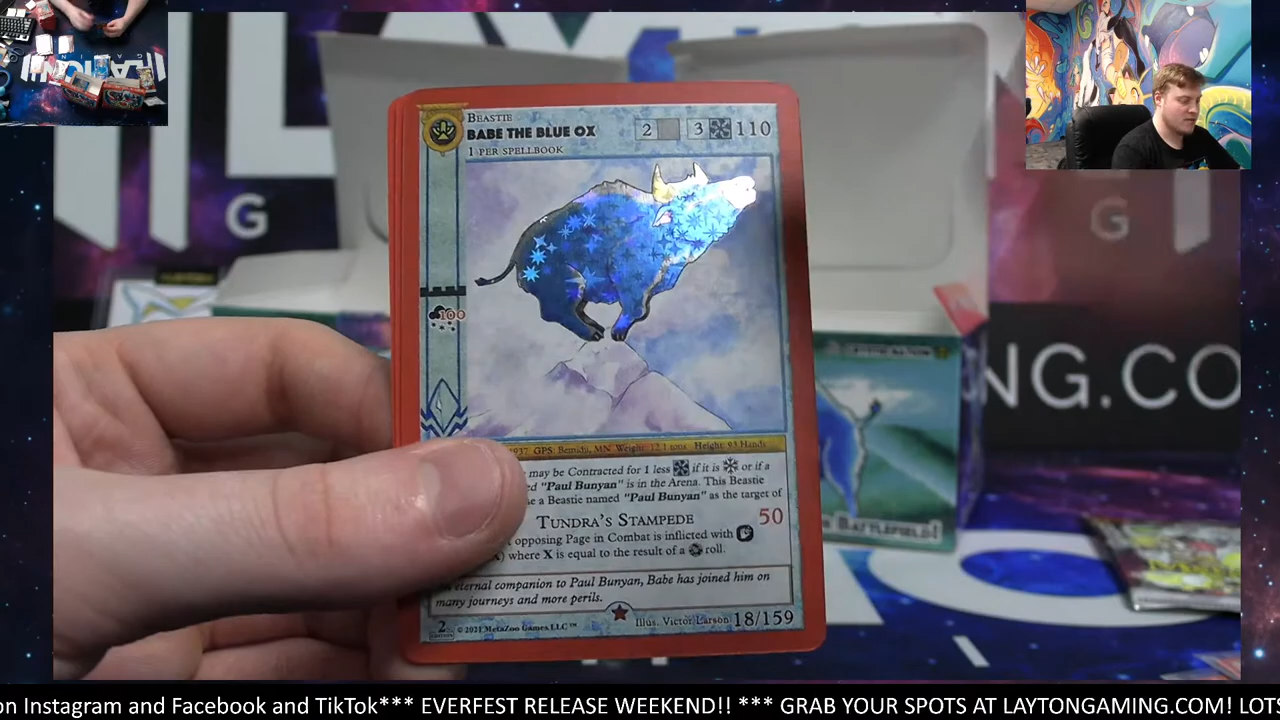 BEASTIE
BABE THE BLUE OX
2 3 110
1 PER SPELLBOOK
100
1937 GPS: Bemidji, MN Weight: 12.1 tons Height: 93 Hands
may be Contracted for 1 less if it is or if a
"Paul Bunyan" is in the Arena. This Beastie
a Beastie named "Paul Bunyan" as the target of
TUNDRA'S STAMPEDE 50
opposing Page in Combat is inflicted with
) where X is equal to the result of a roll.
eternal companion to Paul Bunyan, Babe has joined him on
many journeys and more perils.
2 © 2021 MetaZoo Games LLC™ Illus. Victor Larson 18/159
BATTLEFIELD!
G
G
NG.CO
on Instagram and Facebook and TikTok*** EVERFEST RELEASE WEEKEND!! *** GRAB YOUR SPOTS AT LAYTONGAMING.COM! LOTS